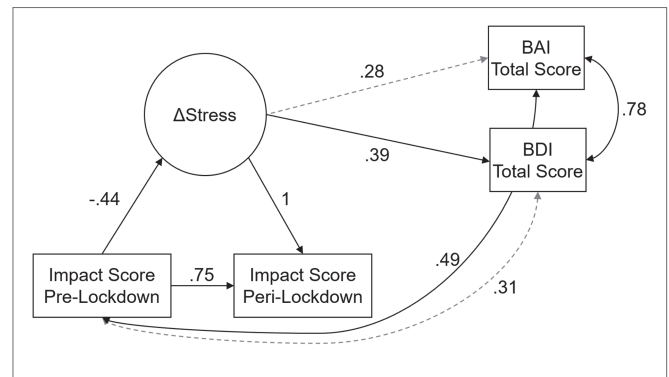 BAI
Total Score
.28
ΔStress
.78
.39
BDI
Total Score
-.44
1
Impact Score
Pre-Lockdown
.75
Impact Score
Peri-Lockdown
.49
.31